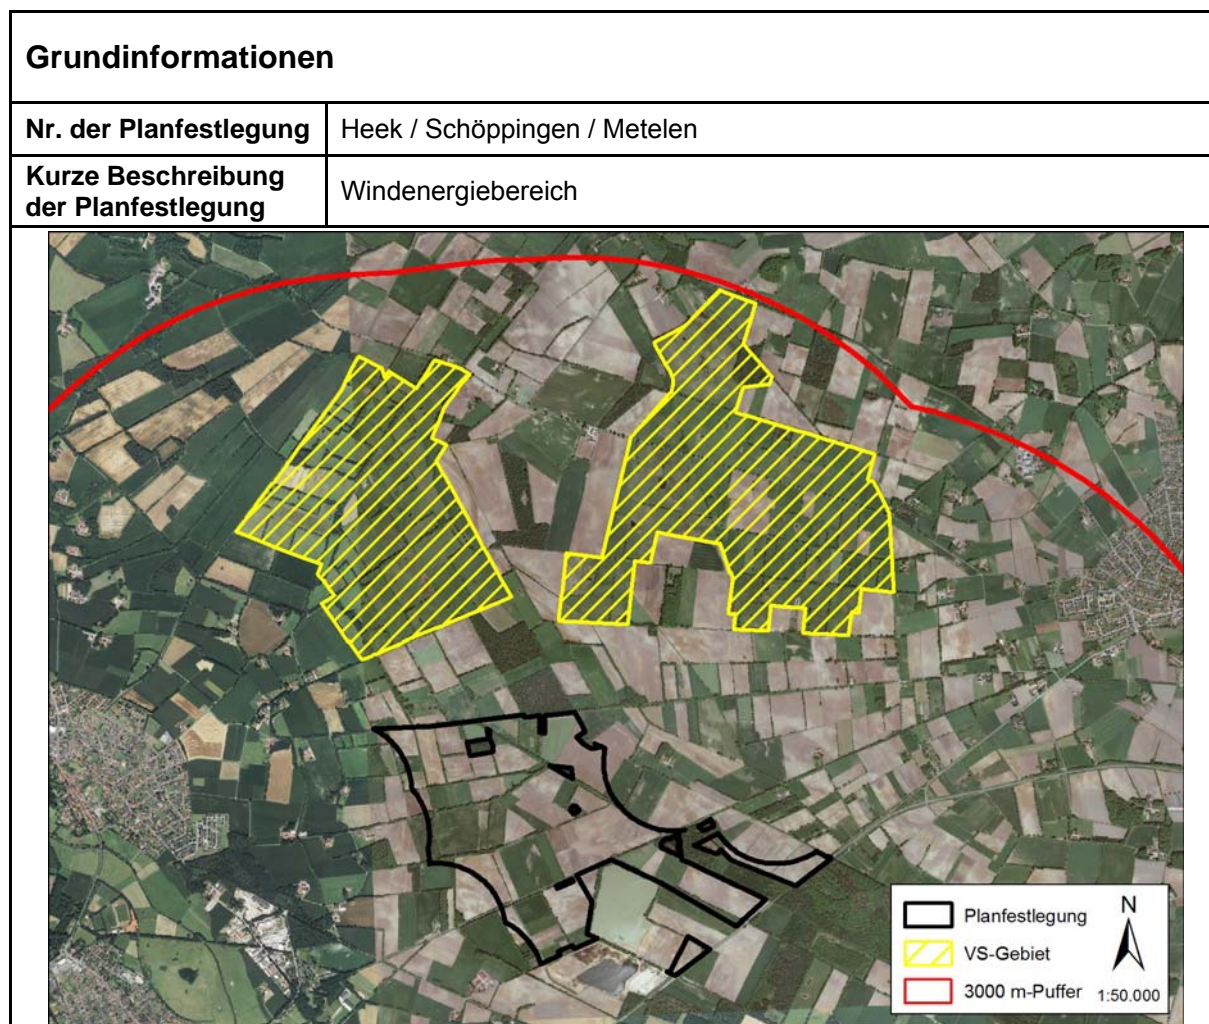 Grundinformationen
Nr. der Planfestlegung Heek / Schöppingen / Metelen
Kurze Beschreibung
der Planfestlegung Windenergiebereich
Planfestlegung
N
VS-Gebiet
3000 m-Puffer 1:50.000